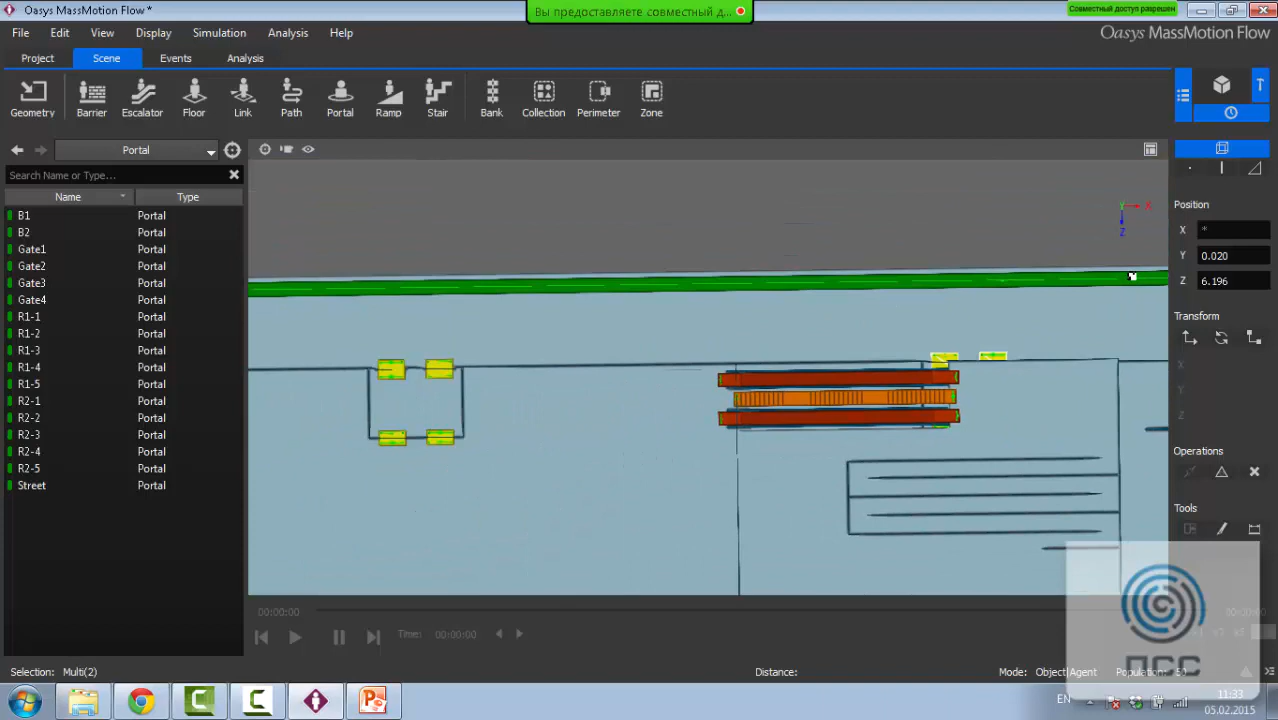 Oasys MassMotion Flow *
Вы предоставляете совместный д...
Совместный доступ разрешен
File Edit View Display Simulation Analysis Help
Oasys MassMotion Flow
Project Scene Events Analysis
Geometry Barrier Escalator Floor Link Path Portal Ramp Stair Bank Collection Perimeter Zone
Portal
Search Name or Type...
Name Type
B1 Portal
B2 Portal
Gate1 Portal
Gate2 Portal
Gate3 Portal
Gate4 Portal
R1-1 Portal
R1-2 Portal
R1-3 Portal
R1-4 Portal
R1-5 Portal
R2-1 Portal
R2-2 Portal
R2-3 Portal
R2-4 Portal
R2-5 Portal
Street Portal
Y X
Z
Position
X *
Y 0.020
Z 6.196
Transform
X
Y
Z
Operations
Tools
00:00:00 00:00:00
Time: 00:00:00
Selection: Multi(2) Distance: Mode: Object|Agent Population: 50
ПСС
EN
11:33
05.02.2015